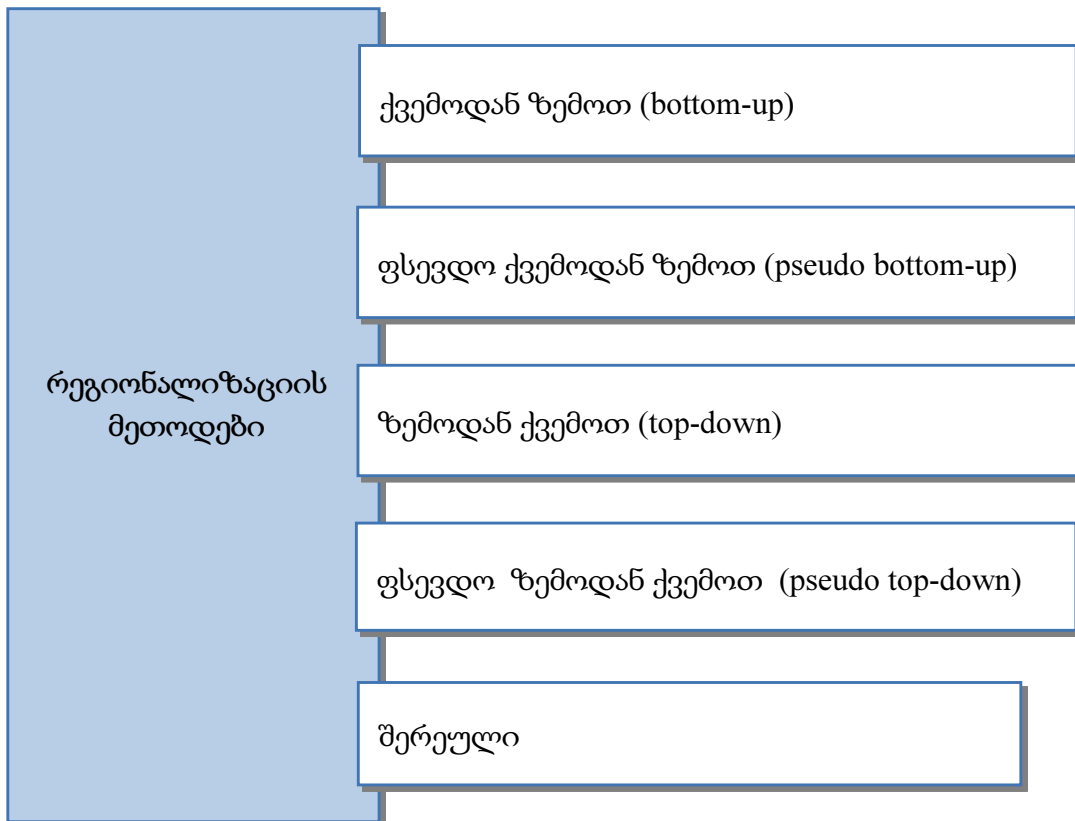 რეგიონალიზაციის
მეთოდები
ქვემოდან ზემოთ (bottom-up)
ფსევდო ქვემოდან ზემოთ (pseudo bottom-up)
ზემოდან ქვემოთ (top-down)
ფსევდო ზემოდან ქვემოთ (pseudo top-down)
შერეული